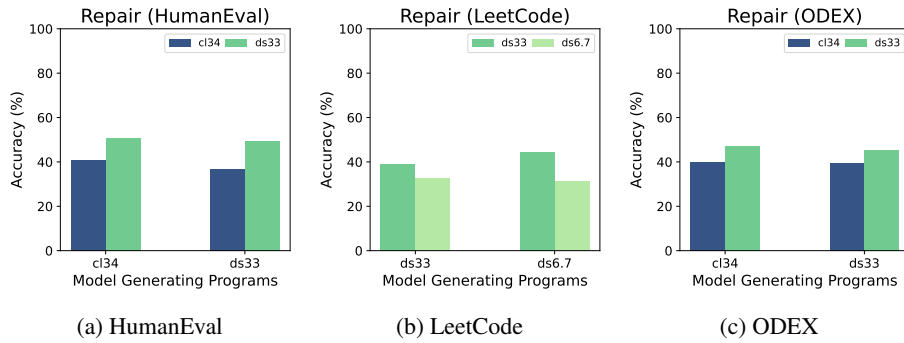 Repair (HumanEval)
cl34 ds33
100
80
60
40
20
0
Accuracy (%)
cl34 ds33
Model Generating Programs
(a) HumanEval
Repair (LeetCode)
ds33 ds6.7
100
80
60
40
20
0
Accuracy (%)
ds33 ds6.7
Model Generating Programs
(b) LeetCode
Repair (ODEX)
cl34 ds33
100
80
60
40
20
0
Accuracy (%)
cl34 ds33
Model Generating Programs
(c) ODEX